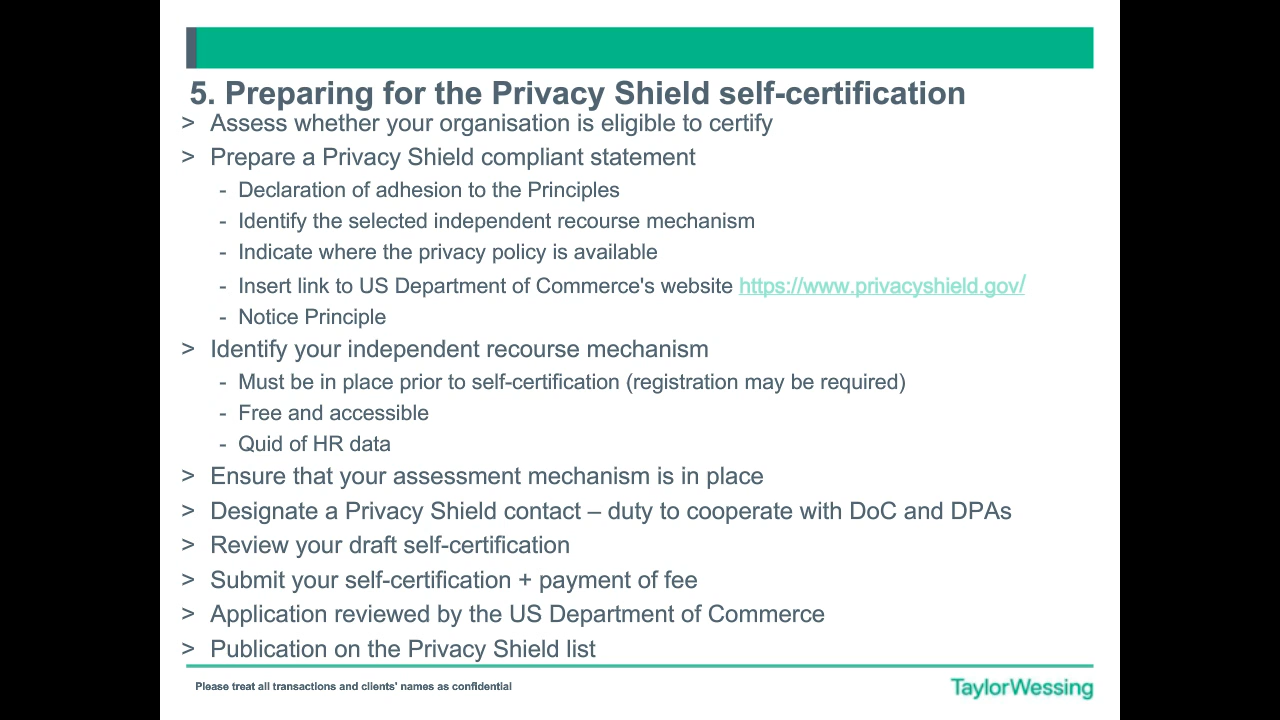 5. Preparing for the Privacy Shield self-certification
> Assess whether your organisation is eligible to certify
> Prepare a Privacy Shield compliant statement
- Declaration of adhesion to the Principles
- Identify the selected independent recourse mechanism
- Indicate where the privacy policy is available
- Insert link to US Department of Commerce's website https://www.privacyshield.gov/
- Notice Principle
> Identify your independent recourse mechanism
- Must be in place prior to self-certification (registration may be required)
- Free and accessible
- Quid of HR data
> Ensure that your assessment mechanism is in place
> Designate a Privacy Shield contact – duty to cooperate with DoC and DPAs
> Review your draft self-certification
> Submit your self-certification + payment of fee
> Application reviewed by the US Department of Commerce
> Publication on the Privacy Shield list
Please treat all transactions and clients' names as confidential
TaylorWessing